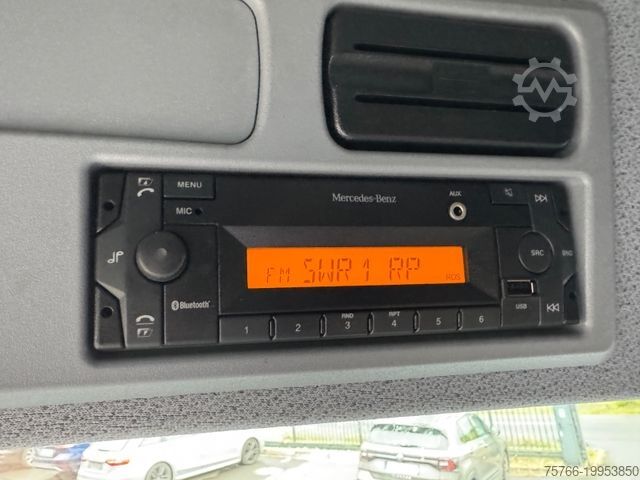 MENU
Mercedes-Benz
AUX
MIC
FM SWR1 RP
RDS
SRC
Bluetooth
USB
RND
RPT
1
2
3
4
5
6
75766-19953850